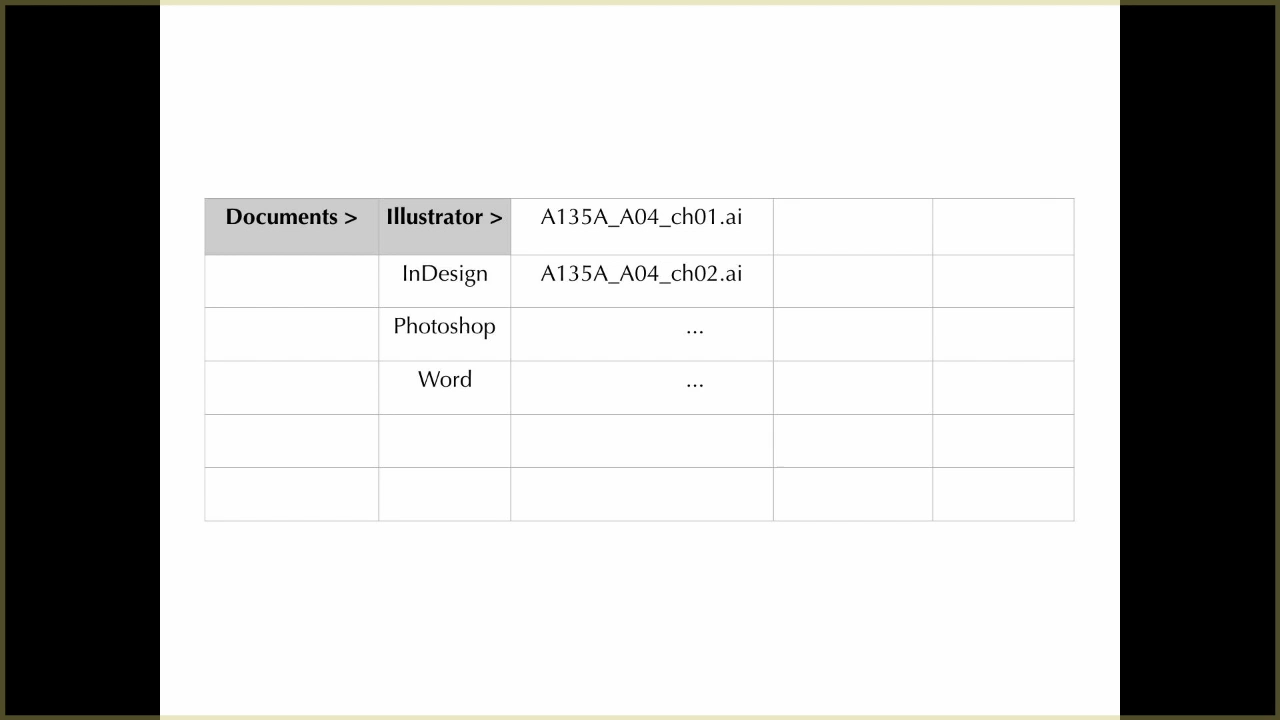 Documents > Illustrator > A135A_A04_ch01.ai
InDesign A135A_A04_ch02.ai
Photoshop ...
Word ...